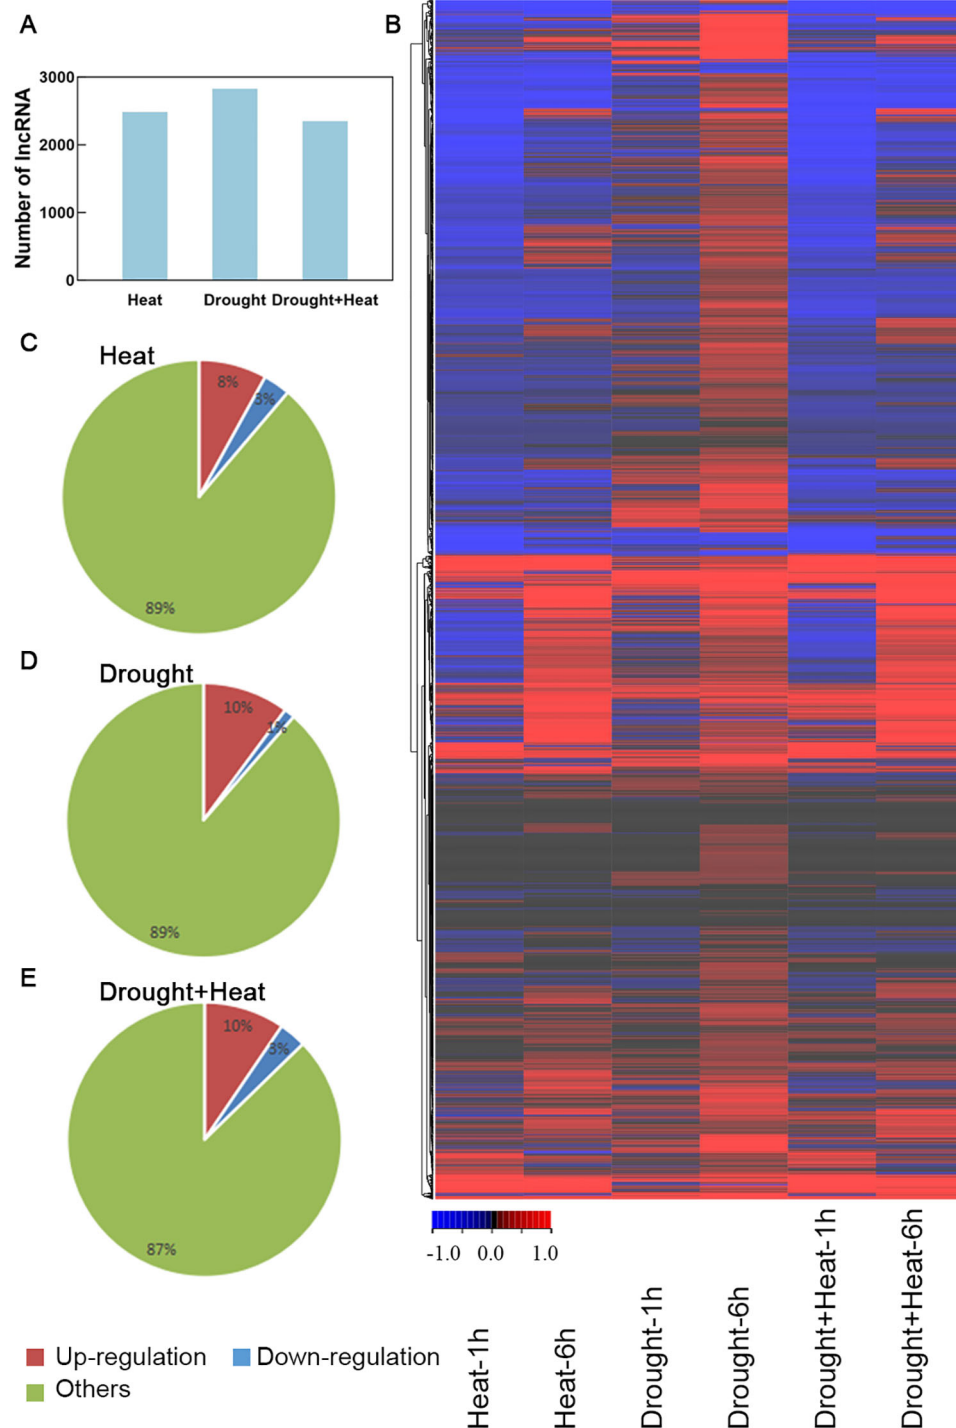 A
B
Number of lncRNA
3000
2000
1000
0
Heat Drought Drought+Heat
C
Heat
8%
3%
89%
D
Drought
10%
1%
89%
E
Drought+Heat
10%
3%
87%
-1.0 0.0 1.0
Heat-1h
Heat-6h
Drought-1h
Drought-6h
Drought+Heat-1h
Drought+Heat-6h
Up-regulation Down-regulation
Others